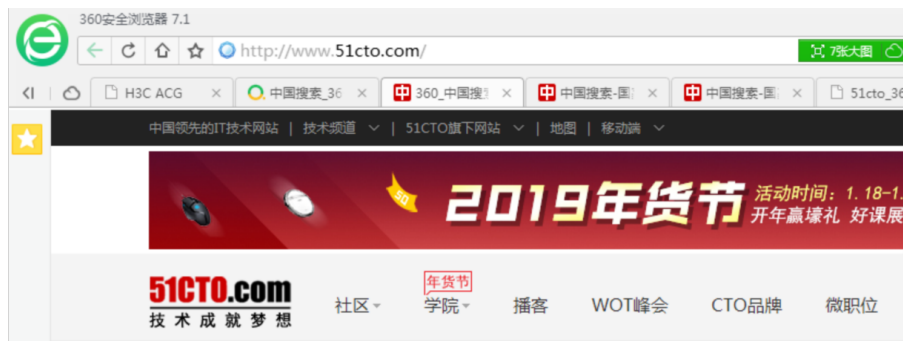 360安全浏览器 7.1
http://www.51cto.com/ 7张大图
H3C ACG 中国搜索_36 360_中国搜 中国搜索-国 中国搜索-国 51cto_36
中国领先的IT技术网站 | 技术频道 | 51CTO旗下网站 | 地图 | 移动端
50
2019年货节
活动时间：1.18-1.
开年赢壕礼 好课展
51CTO.com
技术成就梦想
年货节
社区 学院 播客 WOT峰会 CTO品牌 微职位